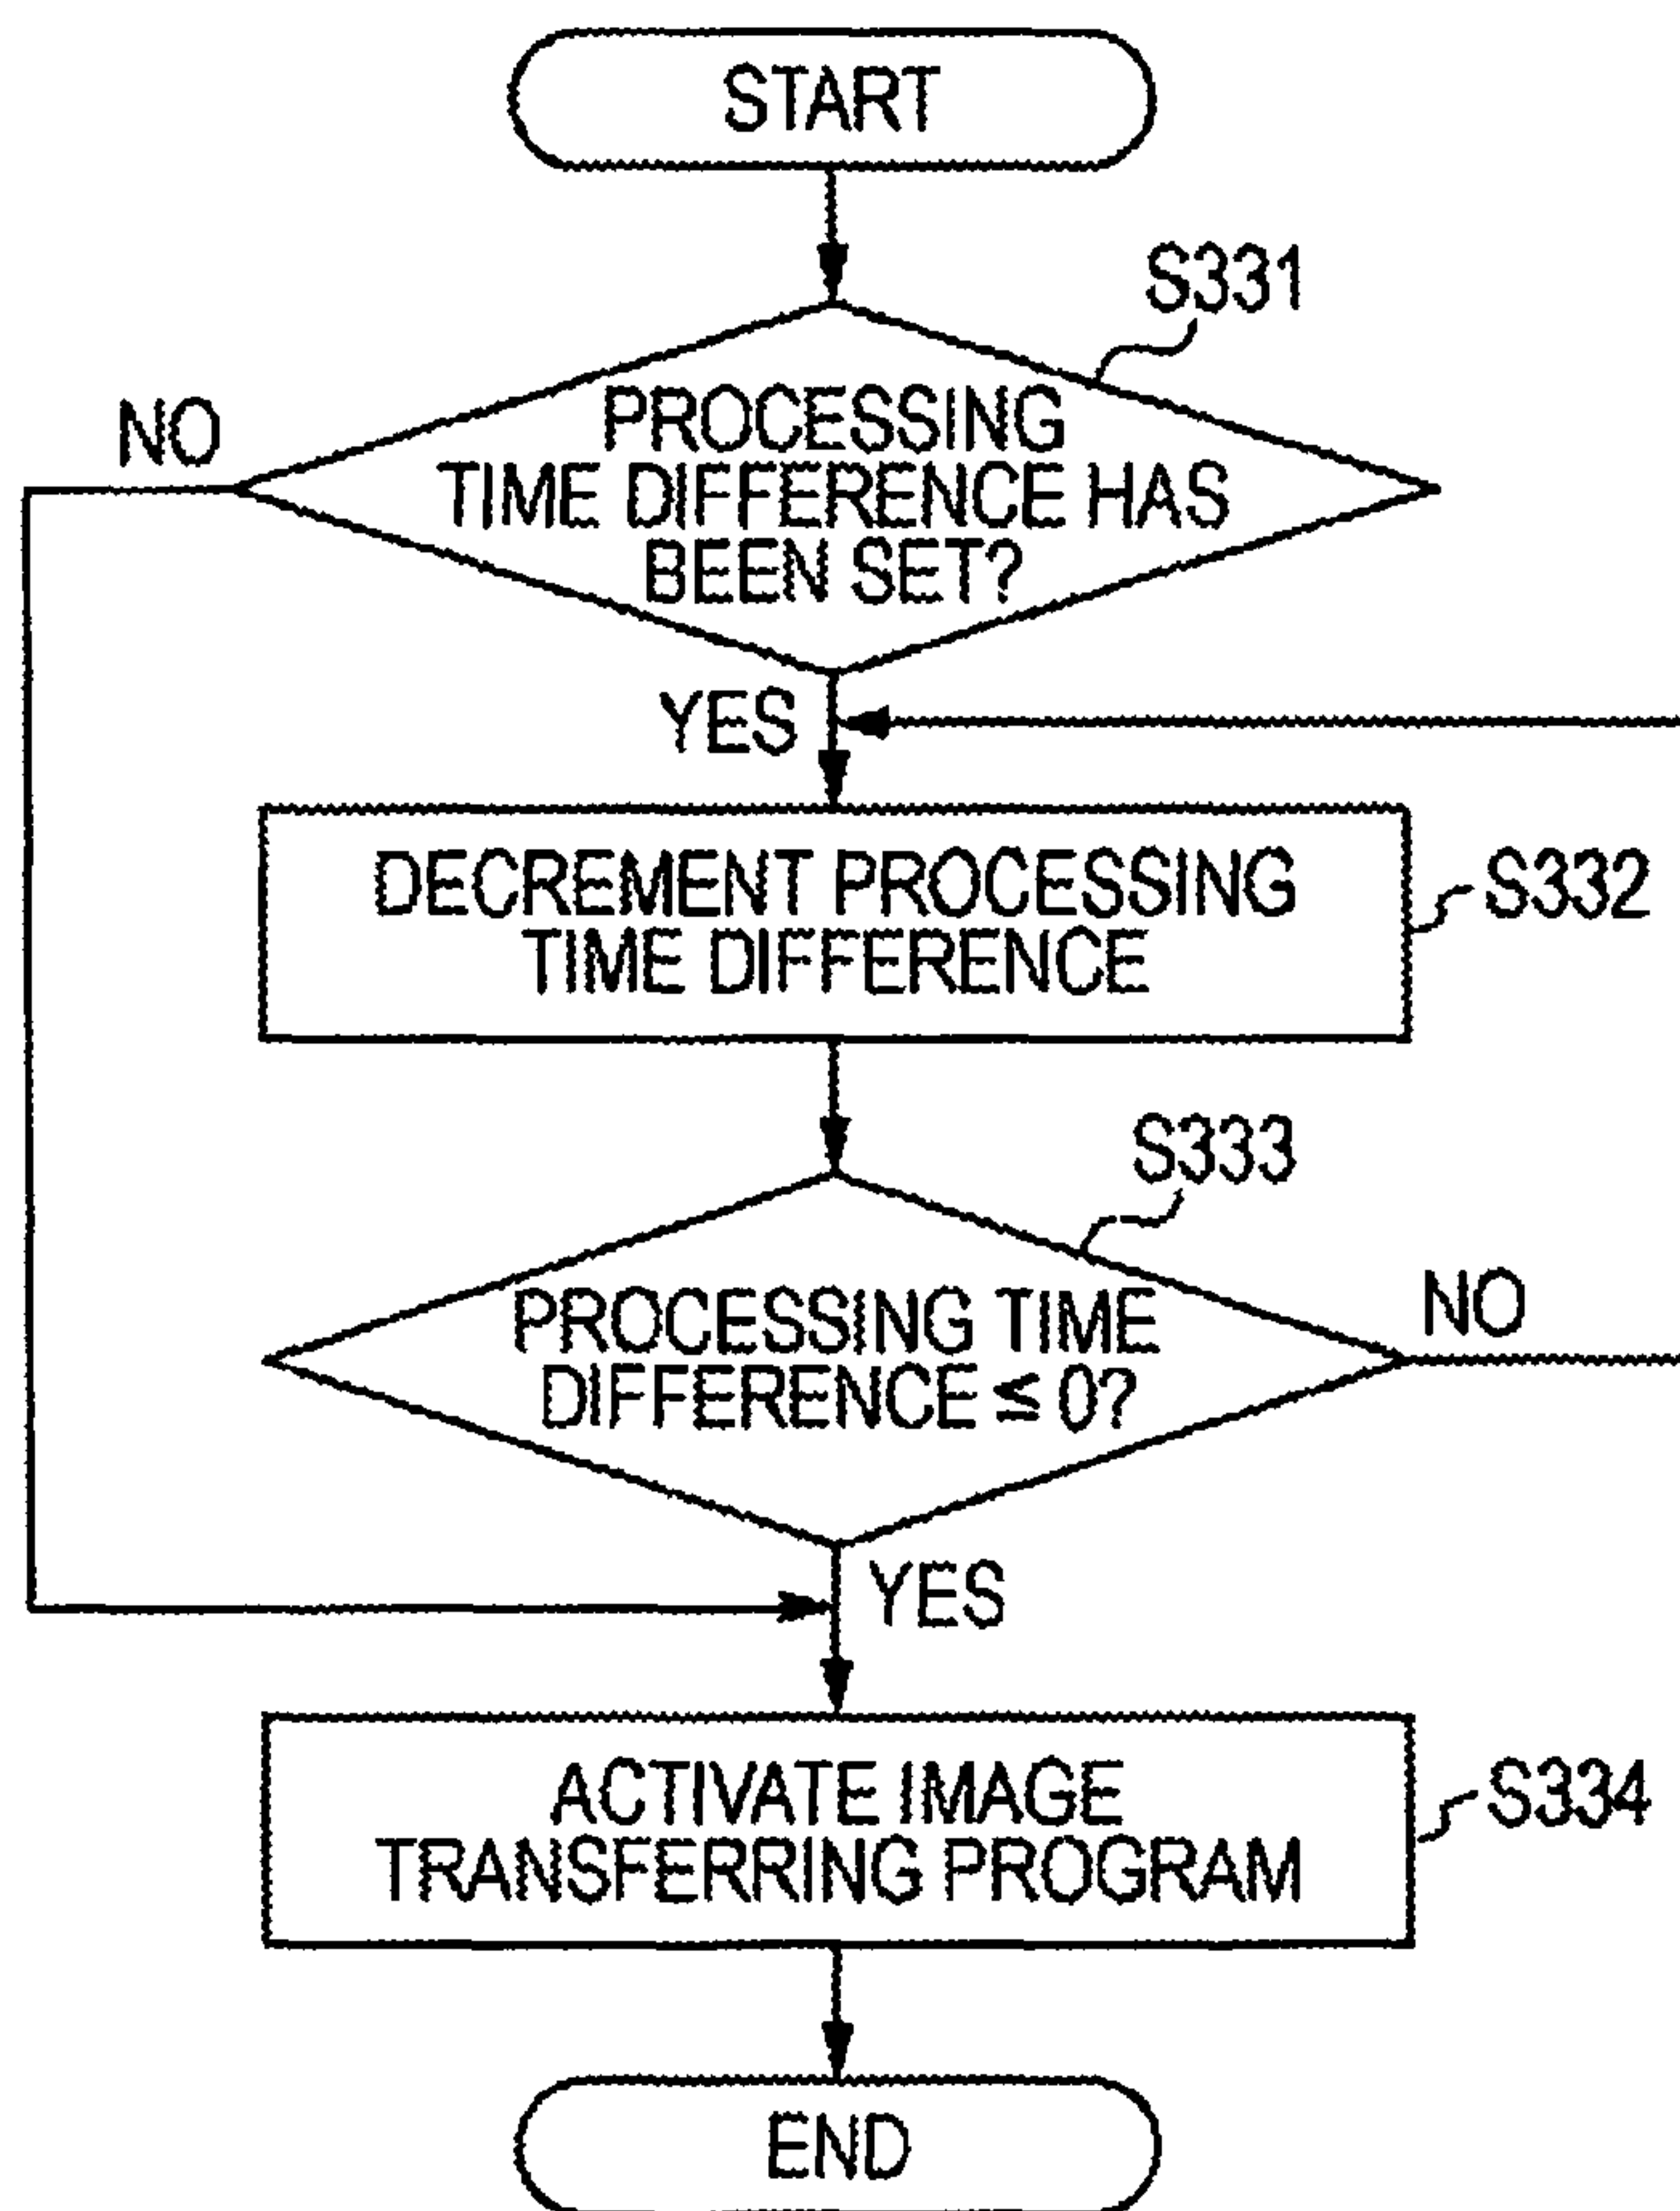 START
S331
PROCESSING
TIME DIFFERENCE HAS
BEEN SET?
NO
YES
DECREMENT PROCESSING
TIME DIFFERENCE
S332
S333
PROCESSING TIME
DIFFERENCE ≦ 0?
NO
YES
ACTIVATE IMAGE
TRANSFERRING PROGRAM
S334
END